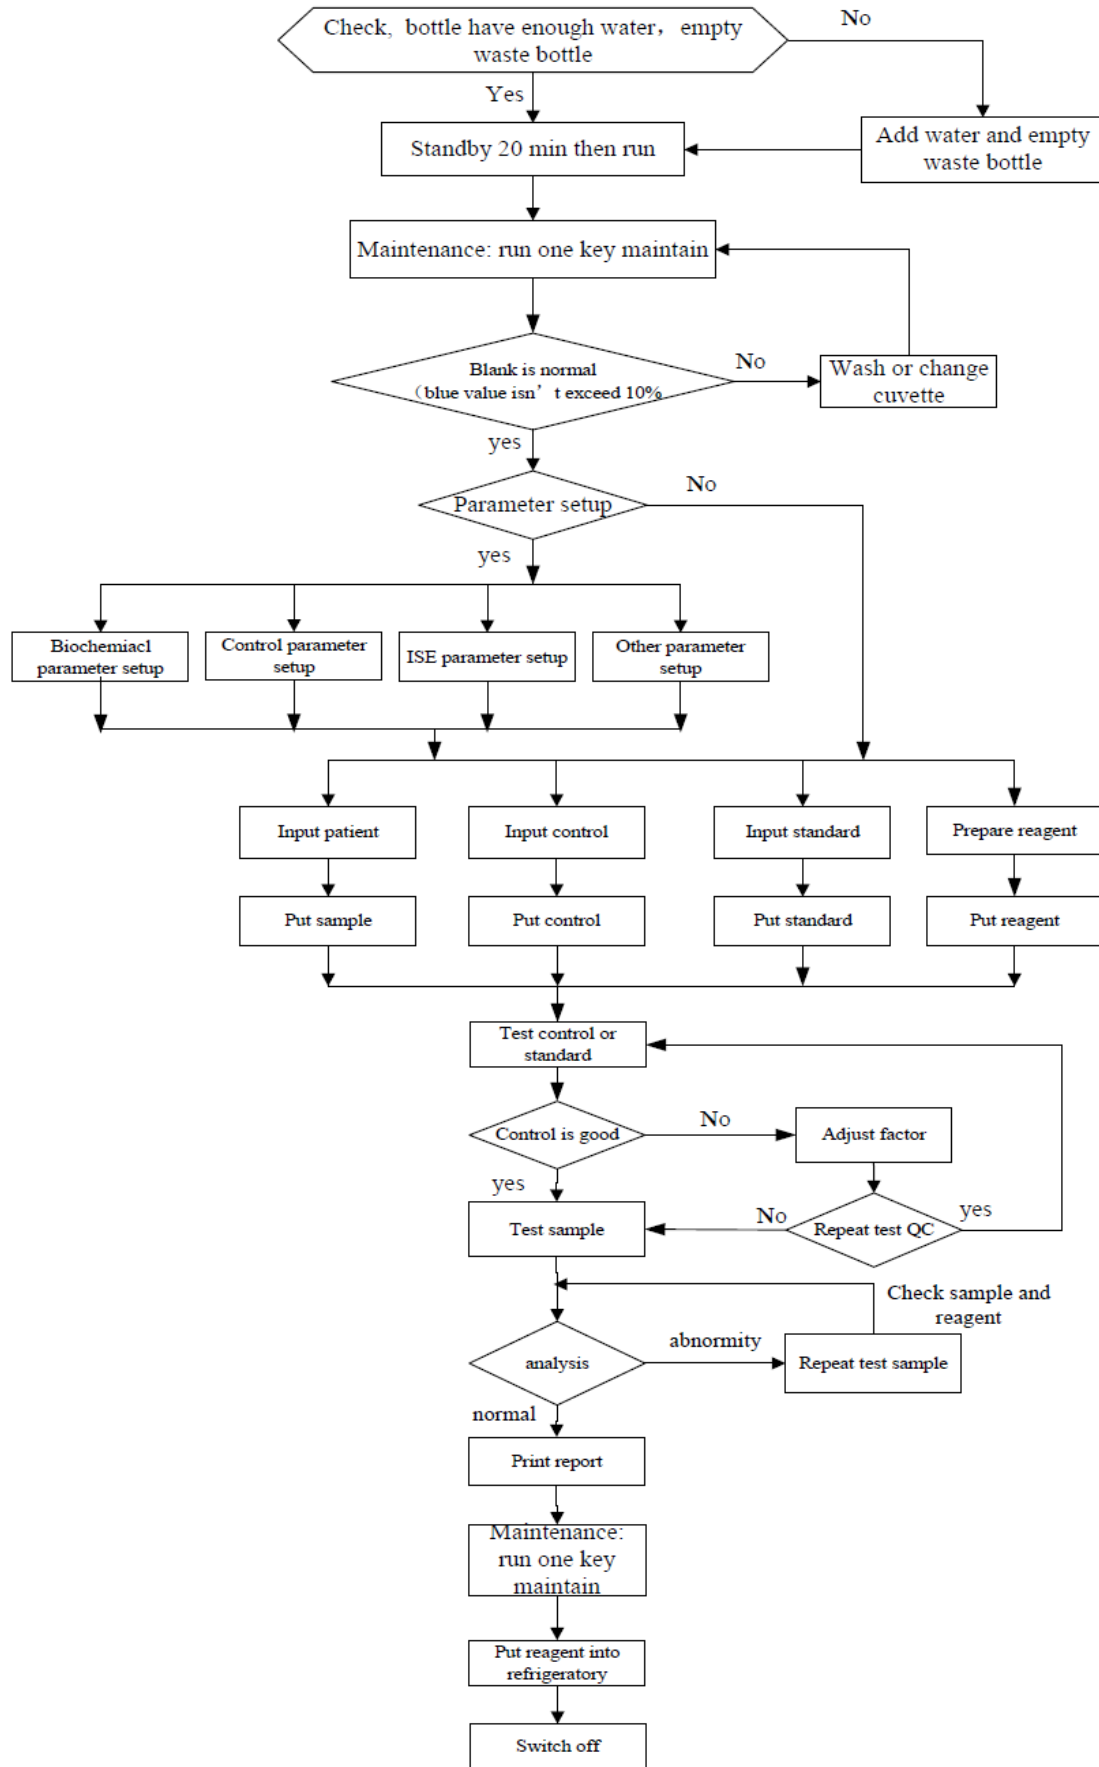 Check, bottle have enough water，empty
waste bottle
No
Yes
Standby 20 min then run
Add water and empty
waste bottle
Maintenance: run one key maintain
Blank is normal
（blue value isn't exceed 10%
No
Wash or change
cuvette
yes
Parameter setup
No
yes
Biochemiacl
parameter setup
Control parameter
setup
ISE parameter setup
Other parameter
setup
Input patient
Input control
Input standard
Prepare reagent
Put sample
Put control
Put standard
Put reagent
Test control or
standard
Control is good
No
Adjust factor
yes
Test sample
No
Repeat test QC
yes
Check sample and
reagent
analysis
abnormity
Repeat test sample
normal
Print report
Maintenance:
run one key
maintain
Put reagent into
refrigeratory
Switch off